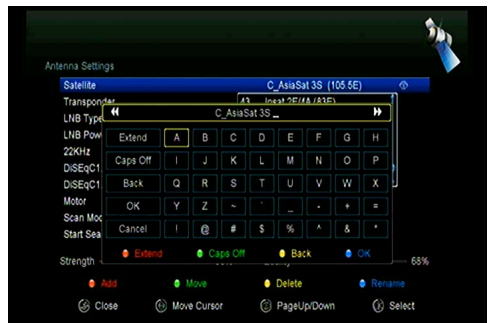 Antenna Settings
Satellite C_AsiaSat 3S (105.5E)
Transponder 43 Insat 2E/4A (83E)
LNB Type C_AsiaSat 3S _
LNB Pow
Extend A B C D E F G H
22KHz
Caps Off I J K L M N O P
DiSEqC1
DiSEqC1 Back Q R S T U V W X
Motor
OK Y Z ~ ` _ - + =
Scan Mod
Start Sea Cancel ! @ # $ % ^ & *
Extend Caps Off Back OK
Strength 68%
Add Move Delete Rename
Close Move Cursor PageUp/Down Select